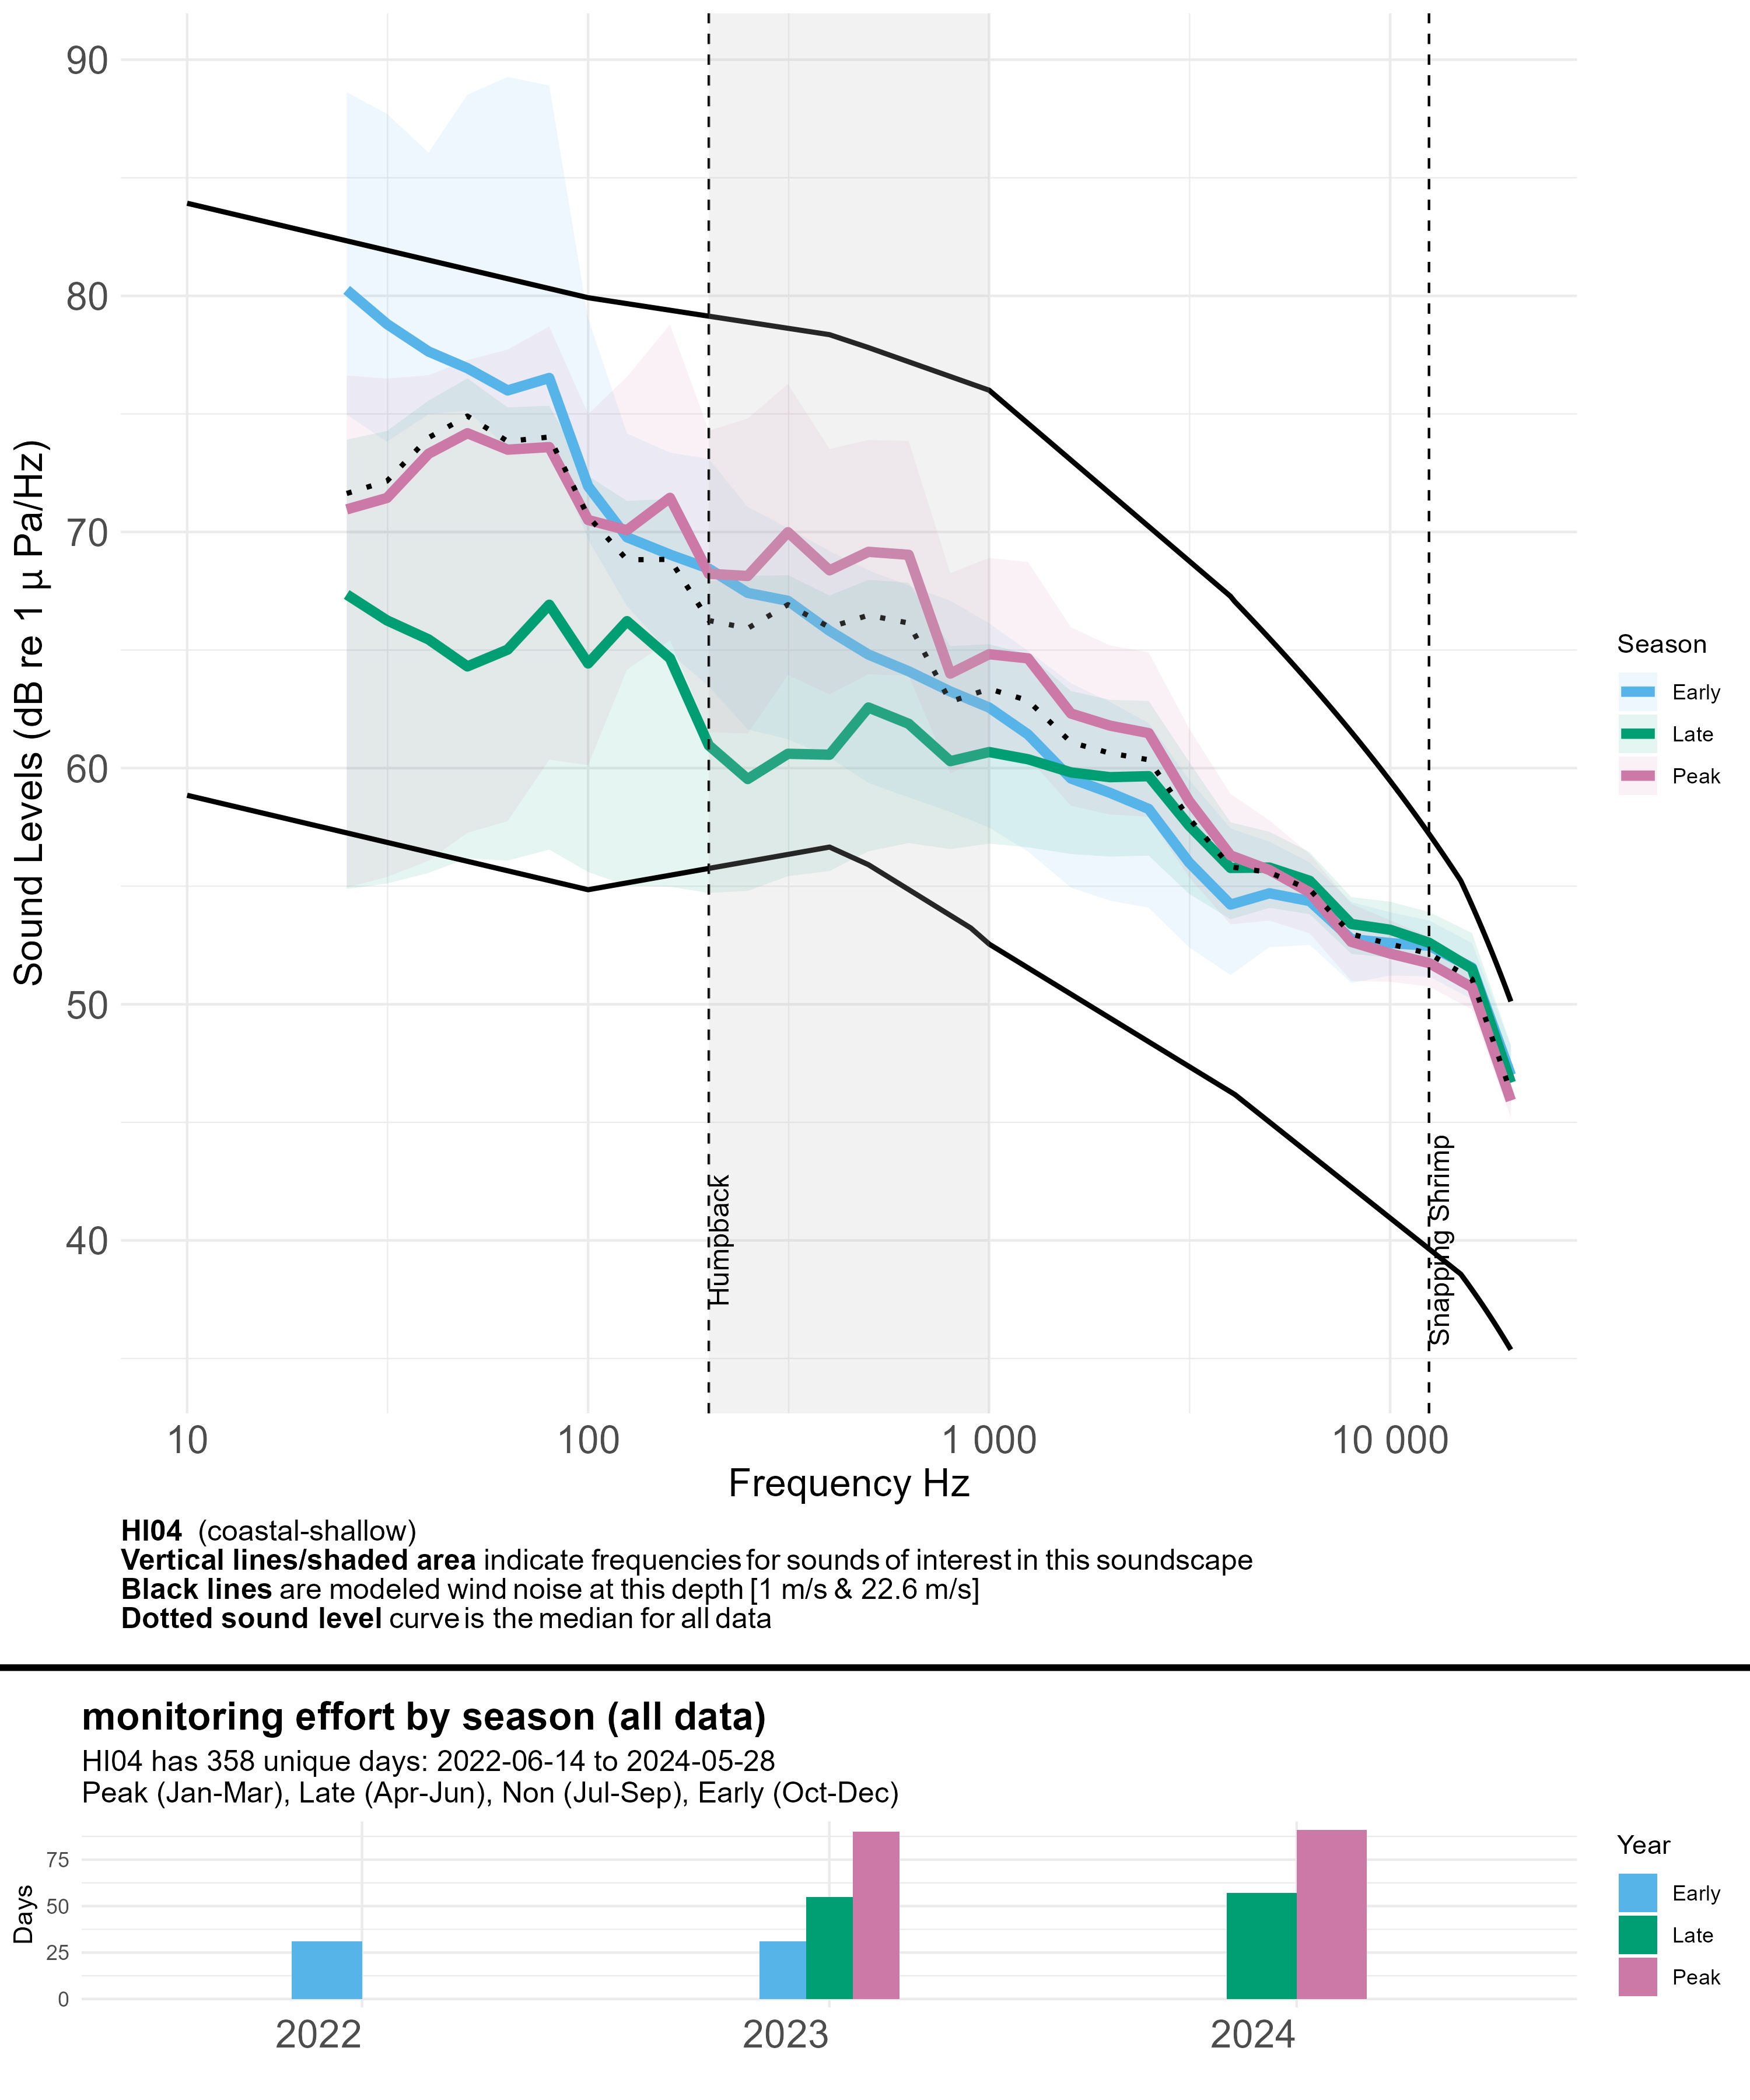 90
80
70
60
50
40
Sound Levels (dB re 1 µ Pa/Hz)
Humpback
Snapping Shrimp
10
100
1 000
10 000
Frequency Hz
Season
Early
Late
Peak
HI04 (coastal-shallow)
Vertical lines/shaded area indicate frequencies for sounds of interest in this soundscape
Black lines are modeled wind noise at this depth [1 m/s & 22.6 m/s]
Dotted sound level curve is the median for all data
monitoring effort by season (all data)
HI04 has 358 unique days: 2022-06-14 to 2024-05-28
Peak (Jan-Mar), Late (Apr-Jun), Non (Jul-Sep), Early (Oct-Dec)
75
50
25
0
Days
2022
2023
2024
Year
Early
Late
Peak